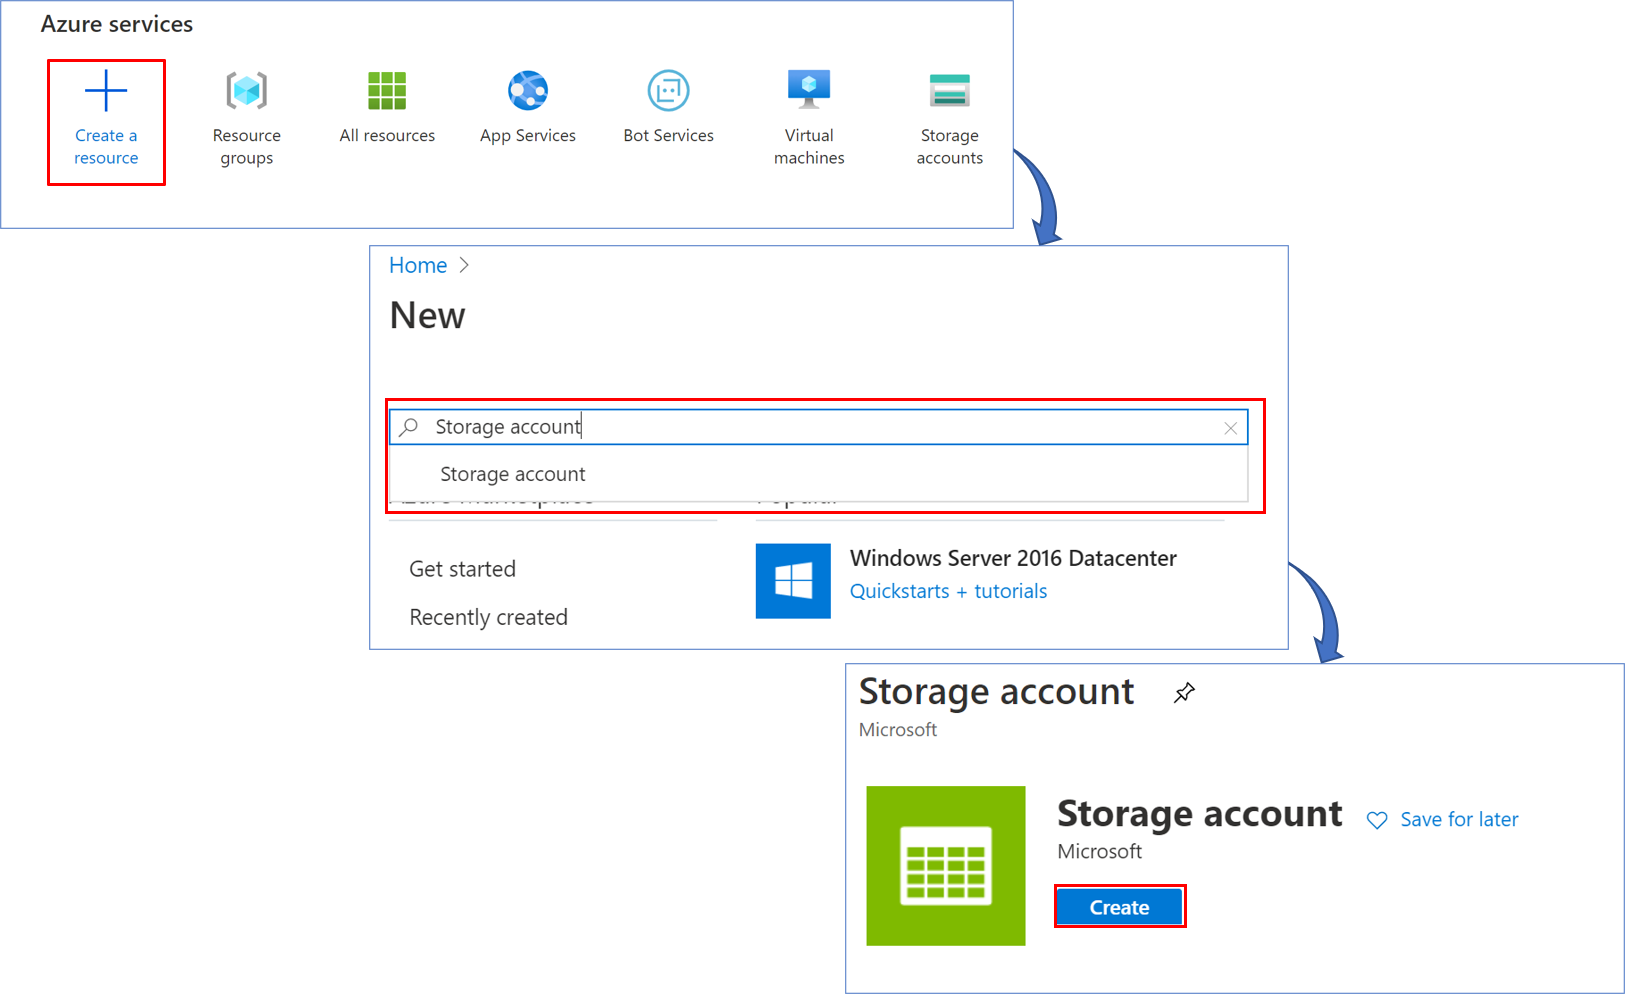 Azure services
Create a
resource
Resource
groups
All resources
App Services
Bot Services
Virtual
machines
Storage
accounts
Home
New
Storage account
Storage account
Get started
Recently created
Windows Server 2016 Datacenter
Quickstarts + tutorials
Storage account
Microsoft
Storage account
Save for later
Microsoft
Create